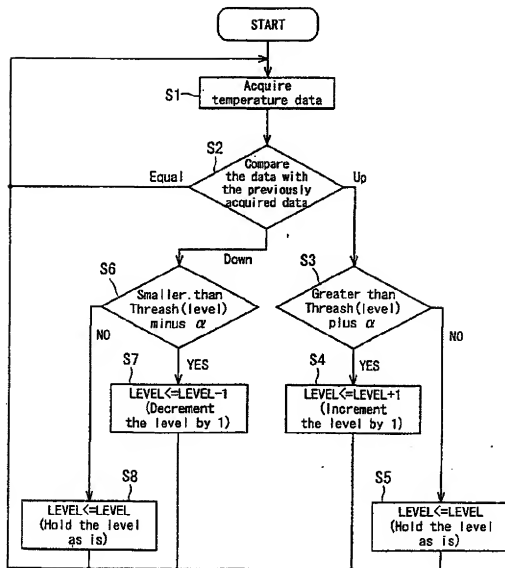 START
S1
Acquire
temperature data
S2
Compare
the data with
the previously
acquired data
Equal
Up
Down
S6
Smaller than
Threash(level)
minus α
S3
Greater than
Threash(level)
plus α
NO
YES
YES
NO
S7
LEVEL<=LEVEL-1
(Decrement
the level by 1)
S4
LEVEL<=LEVEL+1
(Increment
the level by 1)
S8
LEVEL<=LEVEL
(Hold the level
as is)
S5
LEVEL<=LEVEL
(Hold the level
as is)